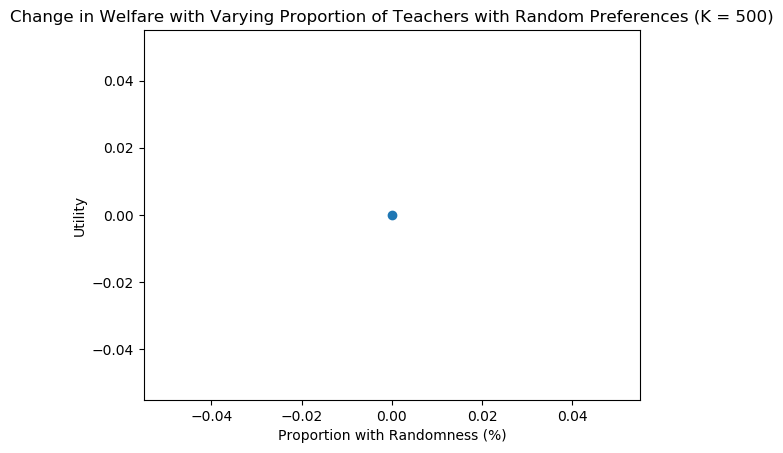 Change in Welfare with Varying Proportion of Teachers with Random Preferences (K = 500)
0.04
0.02
0.00
−0.02
−0.04
Utility
−0.04 −0.02 0.00 0.02 0.04
Proportion with Randomness (%)